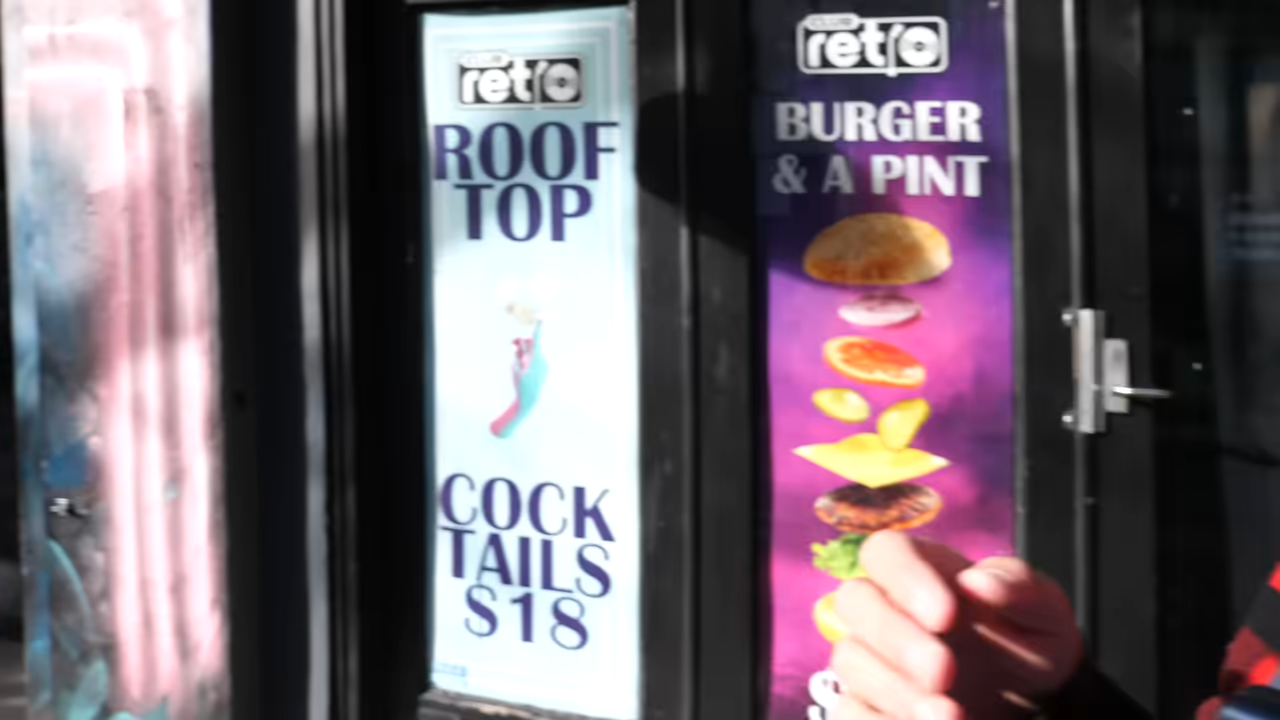 CLUB
retro
ROOF
TOP
COCK
TAILS
$18
CLUB
retro
BURGER
& A PINT
$